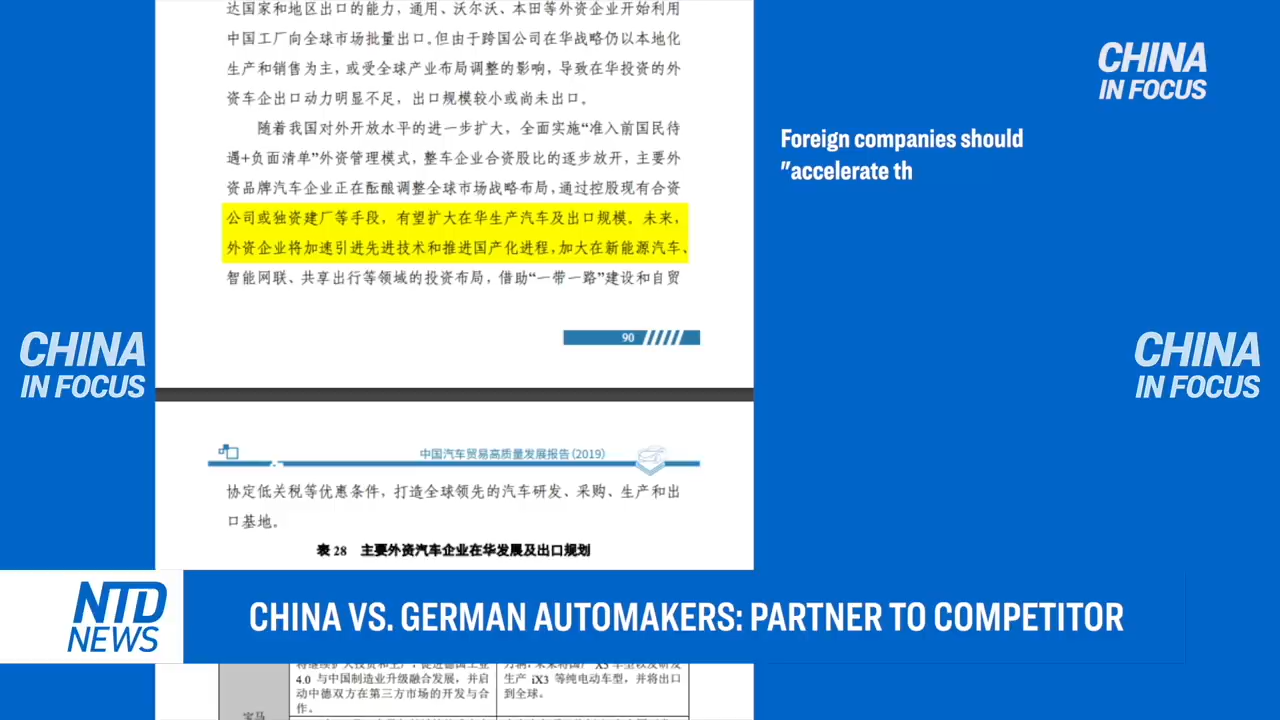 达国家和地区出口的能力，通用、沃尔沃、本田等外资企业开始利用
中国工厂向全球市场批量出口。但由于跨国公司在华战略仍以本地化
生产和销售为主，或受全球产业布局调整的影响，导致在华投资的外
资车企出口动力明显不足，出口规模较小或尚未出口。
随着我国对外开放水平的进一步扩大，全面实施“准入前国民待
遇+负面清单”外资管理模式，整车企业合资股比的逐步放开，主要外
资品牌汽车企业正在酝酿调整全球市场战略布局，通过控股现有合资
公司或独资建厂等手段，有望扩大在华生产汽车及出口规模。未来，
外资企业将加速引进先进技术和推进国产化进程，加大在新能源汽车、
智能网联、共享出行等领域的投资布局，借助“一带一路”建设和自贸
90
中国汽车贸易高质量发展报告(2019)
协定低关税等优惠条件，打造全球领先的汽车研发、采购、生产和出
口基地。
表 28 主要外资汽车企业在华发展及出口规划
4.0 与中国制造业升级融合发展，并启
动中德双方在第三方市场的开发与合
作。
生产 iX3 等纯电动车型，并将出口
到全球。
宝马
CHINA
IN FOCUS
Foreign companies should
"accelerate th
CHINA
IN FOCUS
CHINA
IN FOCUS
NTD
NEWS
CHINA VS. GERMAN AUTOMAKERS: PARTNER TO COMPETITOR